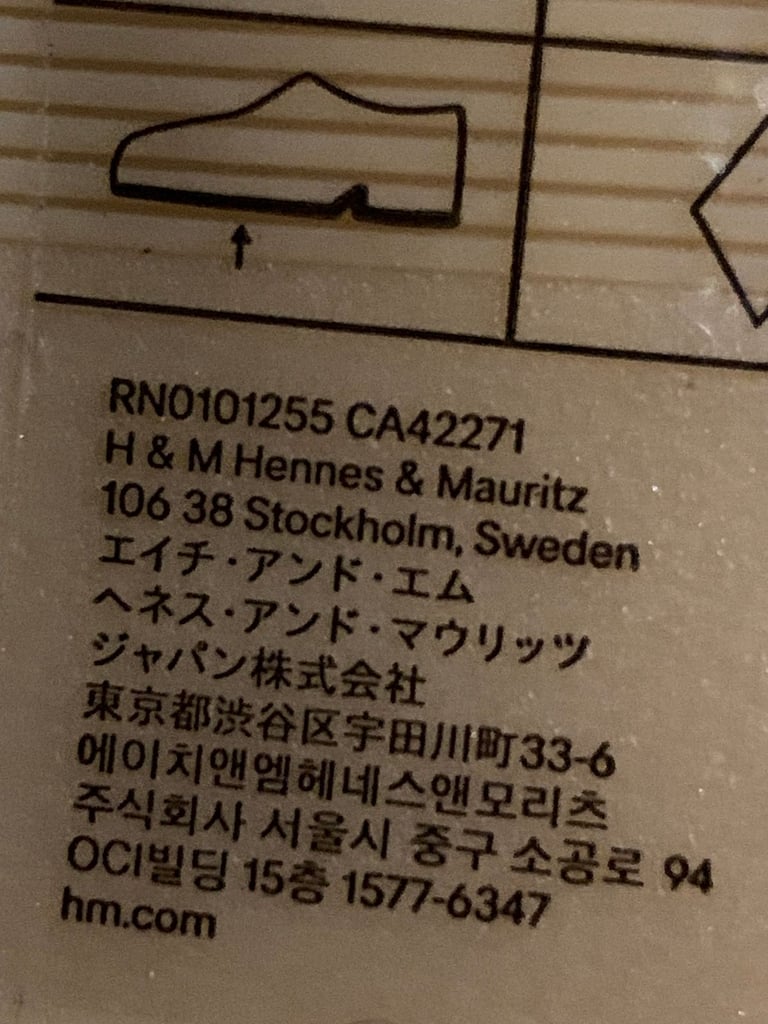 RN0101255 CA42271
H & M Hennes & Mauritz
106 38 Stockholm, Sweden
エイチ・アンド・エム
ヘネス・アンド・マウリッツ
ジャパン株式会社
東京都渋谷区宇田川町33-6
에이치앤엠헤네스앤모리츠
주식회사 서울시 중구 소공로 94
OCI빌딩 15층 1577-6347
hm.com